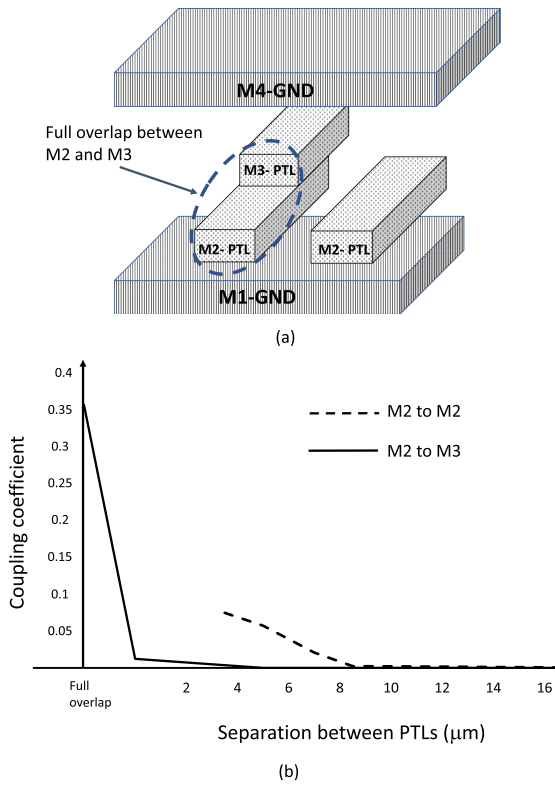 M4-GND
Full overlap between
M2 and M3
M3- PTL
M2- PTL
M2- PTL
M1-GND
(a)
0.4
0.35
0.3
0.25
0.2
0.15
0.1
0.05
Coupling coefficient
M2 to M2
M2 to M3
Full
overlap
2 4 6 8 10 12 14 16
Separation between PTLs (μm)
(b)